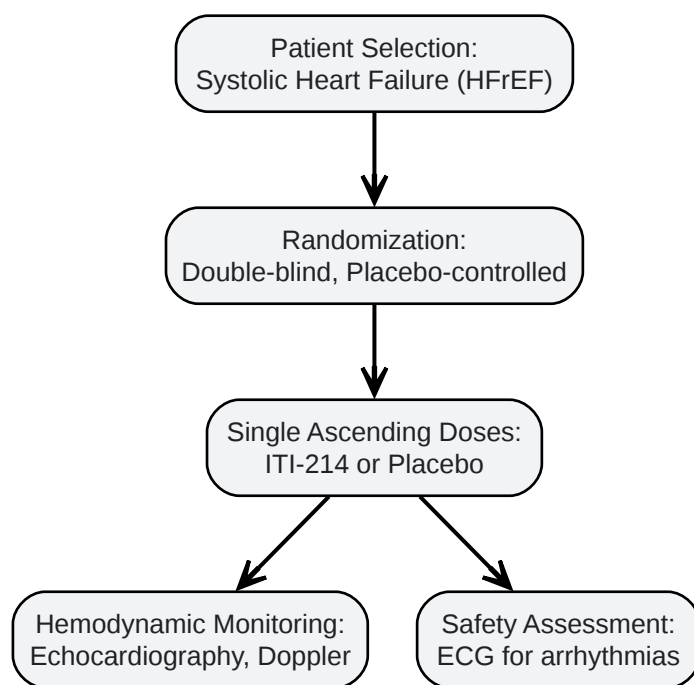 Patient Selection:
Systolic Heart Failure (HFrEF)
Randomization:
Double-blind, Placebo-controlled
Single Ascending Doses:
ITI-214 or Placebo
Hemodynamic Monitoring:
Echocardiography, Doppler
Safety Assessment:
ECG for arrhythmias